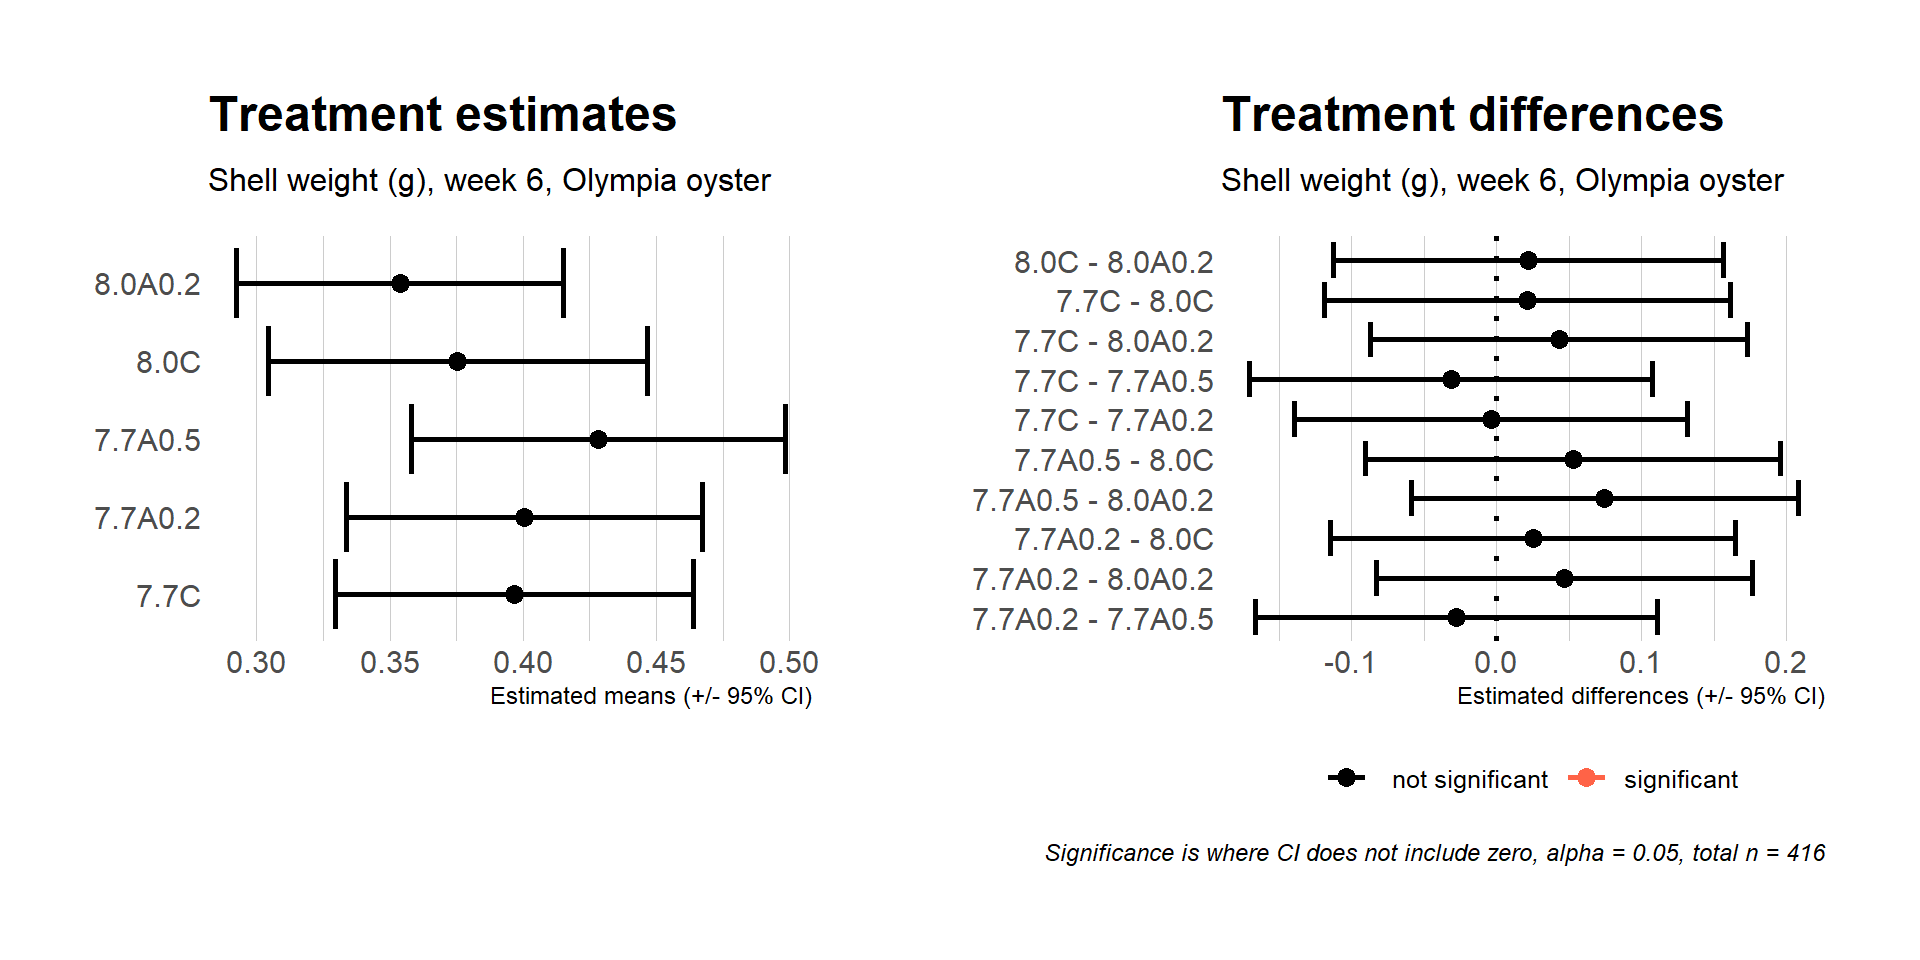 Treatment estimates
Shell weight (g), week 6, Olympia oyster
8.0A0.2
8.0C
7.7A0.5
7.7A0.2
7.7C
0.30 0.35 0.40 0.45 0.50
Estimated means (+/- 95% CI)
Treatment differences
Shell weight (g), week 6, Olympia oyster
8.0C - 8.0A0.2
7.7C - 8.0C
7.7C - 8.0A0.2
7.7C - 7.7A0.5
7.7C - 7.7A0.2
7.7A0.5 - 8.0C
7.7A0.5 - 8.0A0.2
7.7A0.2 - 8.0C
7.7A0.2 - 8.0A0.2
7.7A0.2 - 7.7A0.5
-0.1 0.0 0.1 0.2
Estimated differences (+/- 95% CI)
not significant significant
Significance is where CI does not include zero, alpha = 0.05, total n = 416